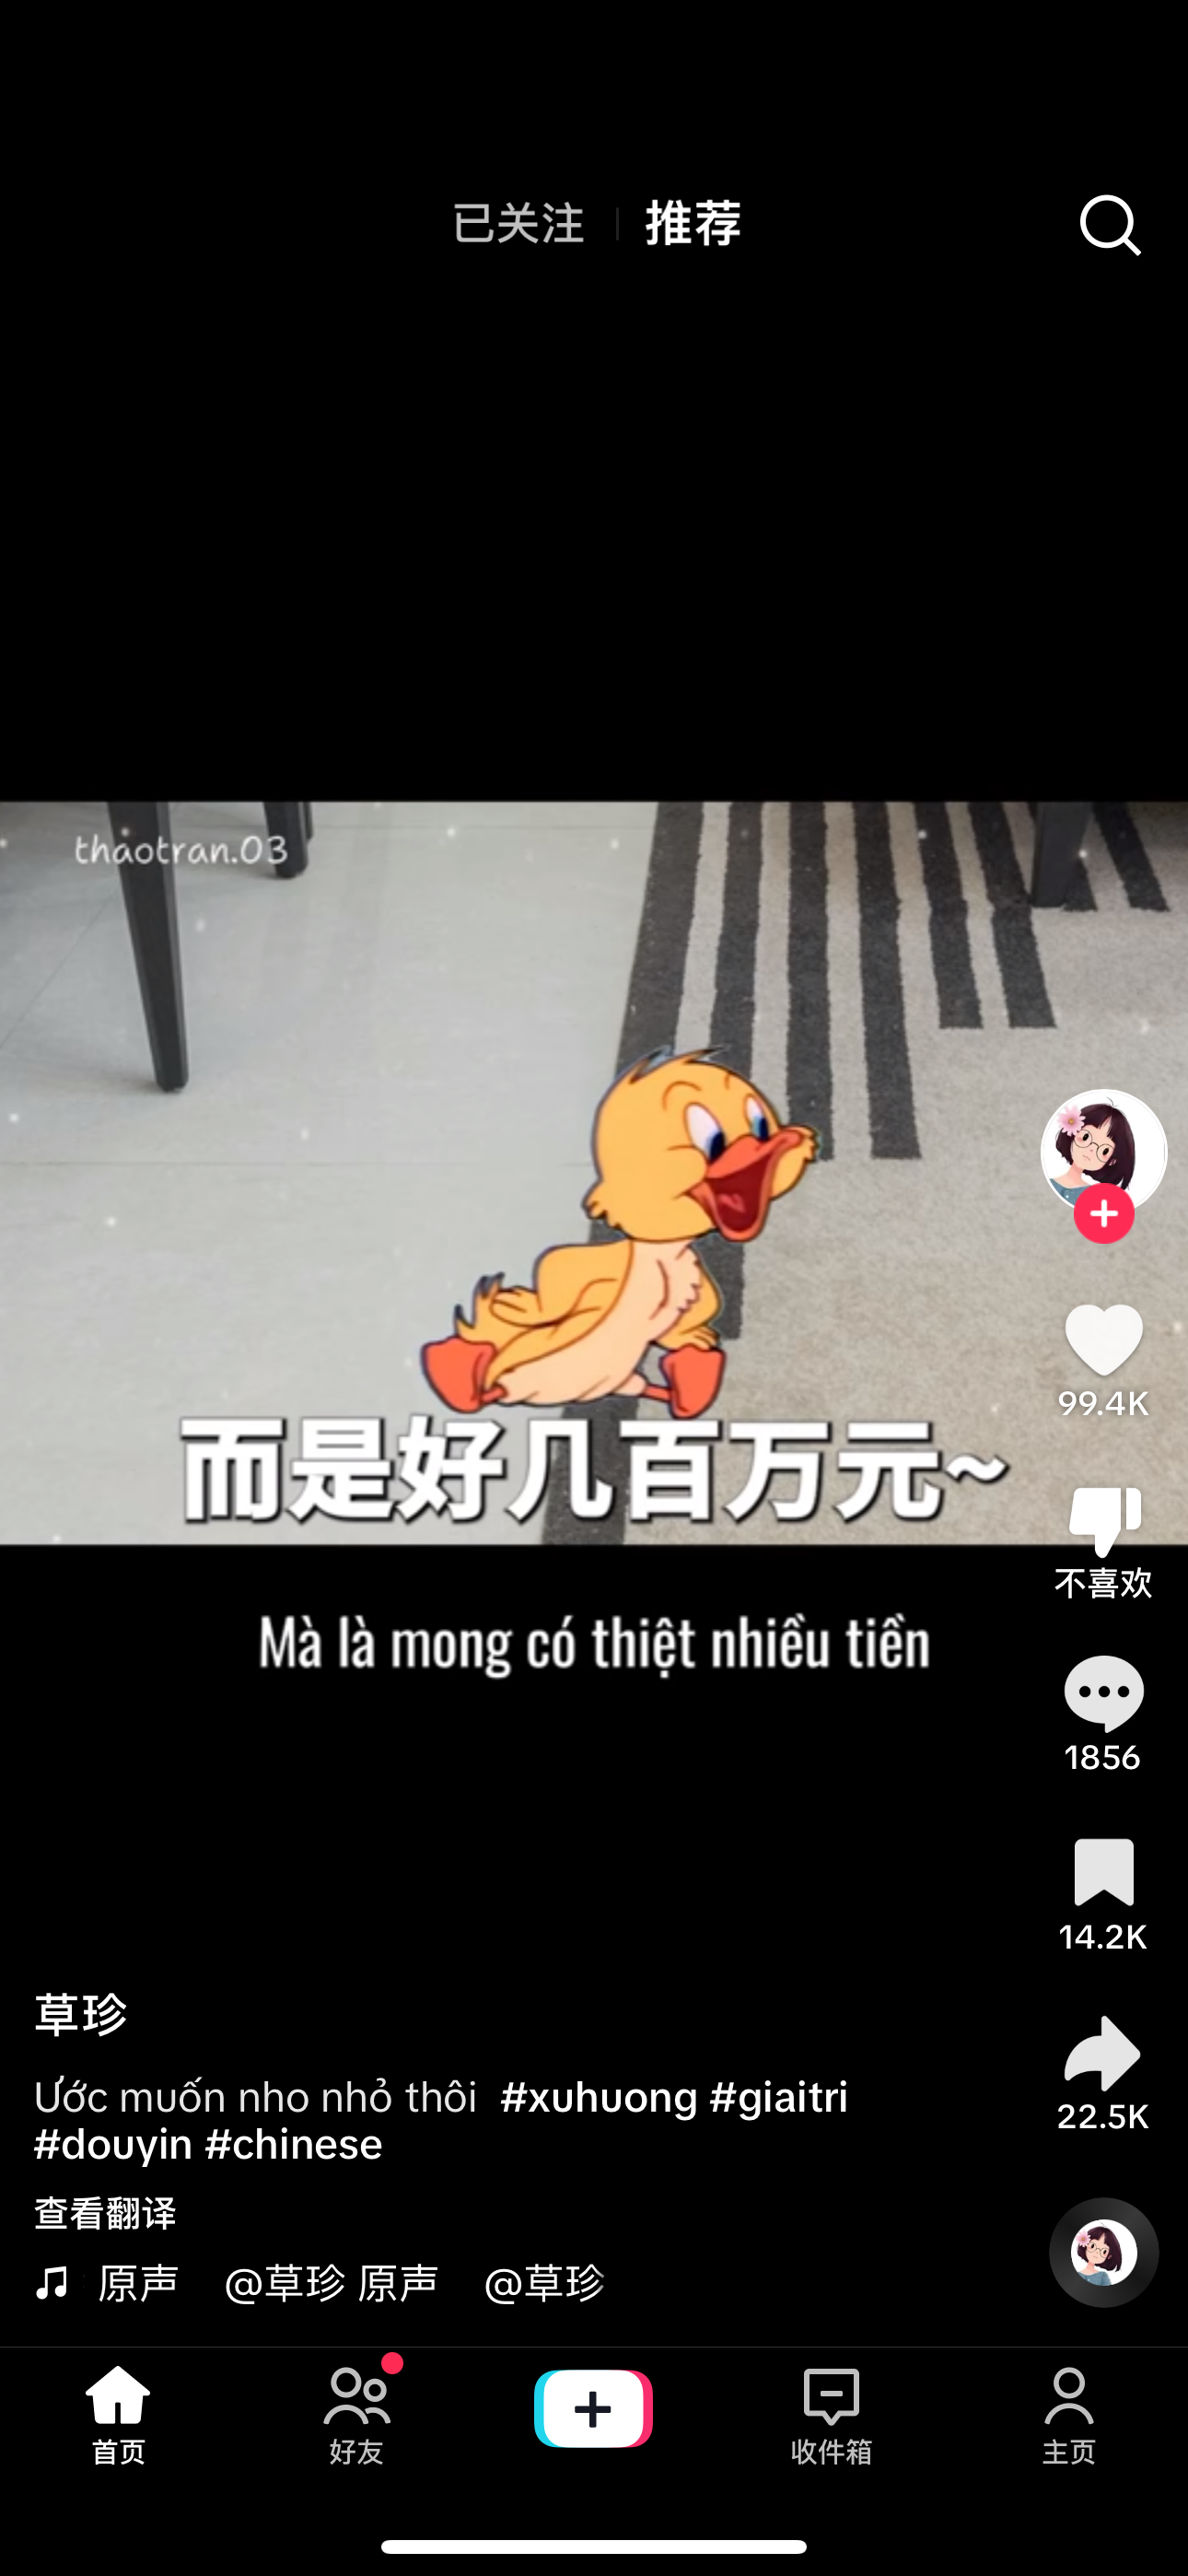 已关注 推荐
thaotran.03
而是好几百万元~
Mà là mong có thiệt nhiều tiền
99.4K
不喜欢
1856
14.2K
22.5K
草珍
Ước muốn nho nhỏ thôi #xuhuong #giaitri
#douyin #chinese
查看翻译
原声 @草珍 原声 @草珍
首页 好友 收件箱 主页